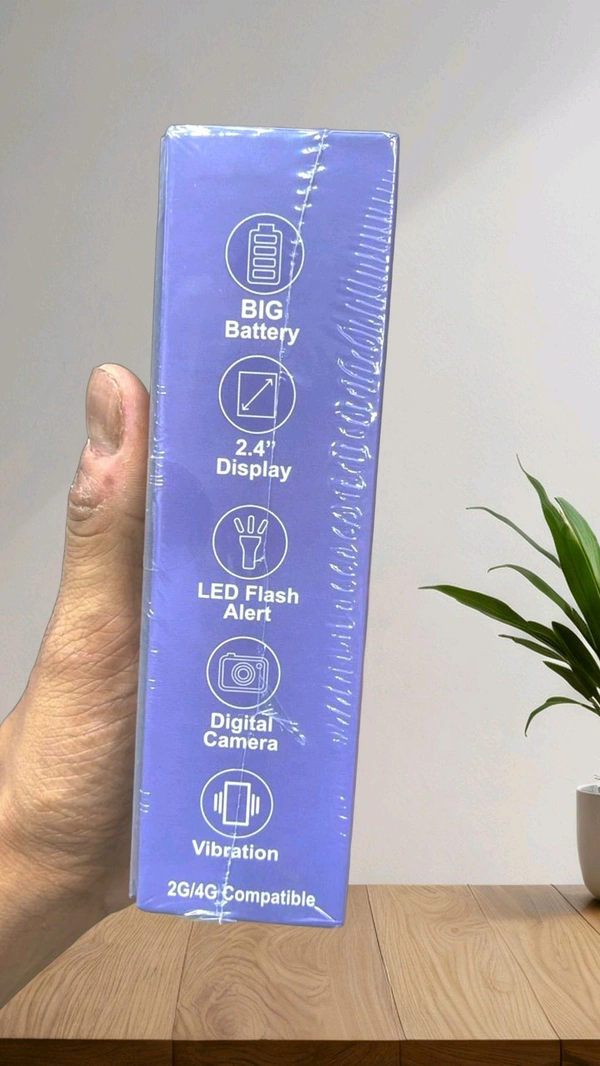 BIG
Battery
2.4”
Display
LED Flash
Alert
Digital
Camera
Vibration
2G/4G Compatible